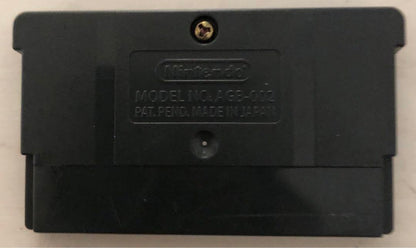 Nintendo
MODEL NO. AGB-002
PAT. PEND. MADE IN JAPAN